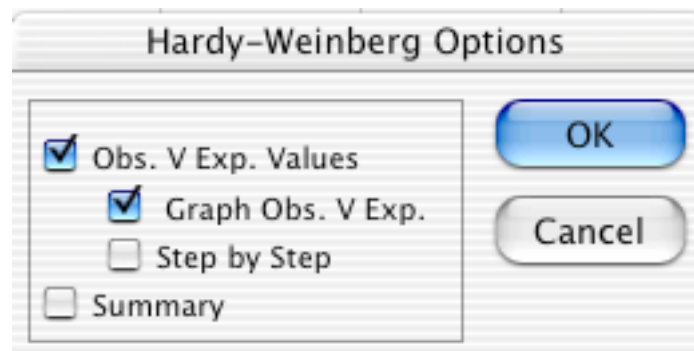 Hardy-Weinberg Options
Obs. V Exp. Values
Graph Obs. V Exp.
Step by Step
Summary
OK
Cancel